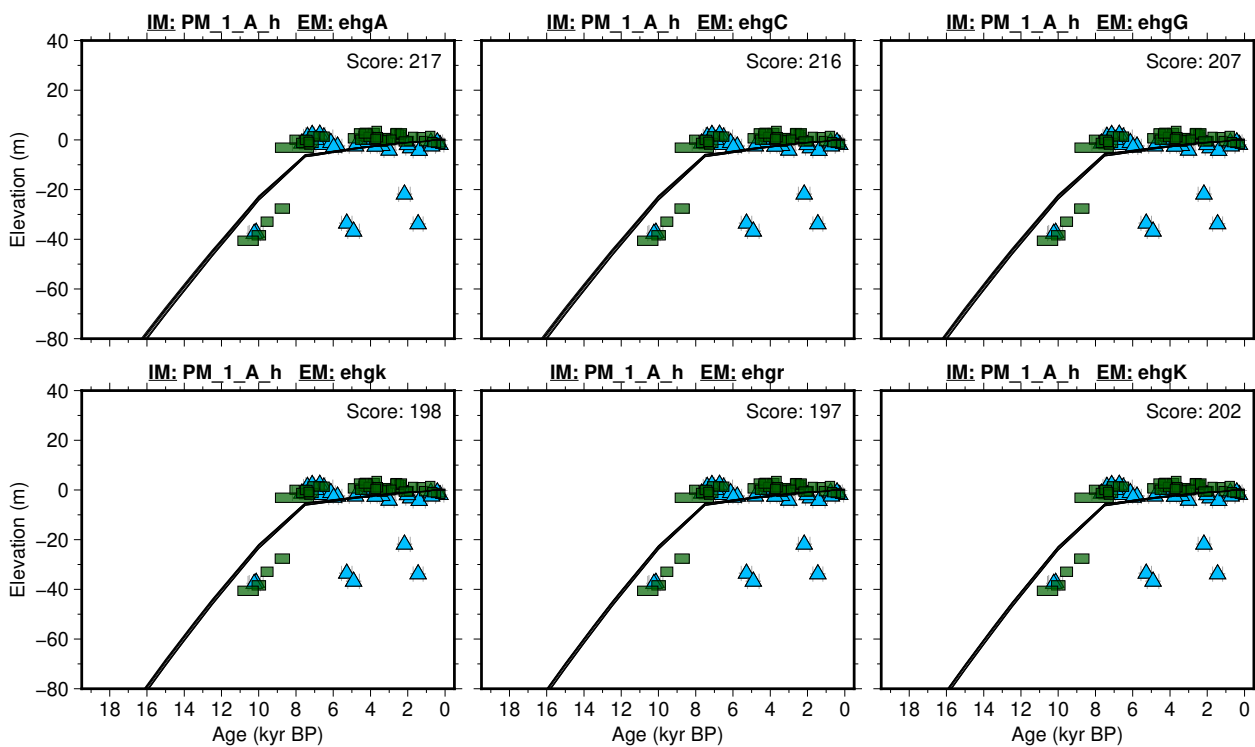 IM: PM_1_A_h EM: ehgA
IM: PM_1_A_h EM: ehgC
IM: PM_1_A_h EM: ehgG
40
20
0
−20
−40
−60
−80
Elevation (m)
Score: 217
Score: 216
Score: 207
IM: PM_1_A_h EM: ehgk
IM: PM_1_A_h EM: ehgr
IM: PM_1_A_h EM: ehgK
40
20
0
−20
−40
−60
−80
Elevation (m)
Score: 198
Score: 197
Score: 202
18 16 14 12 10 8 6 4 2 0
18 16 14 12 10 8 6 4 2 0
18 16 14 12 10 8 6 4 2 0
Age (kyr BP)
Age (kyr BP)
Age (kyr BP)